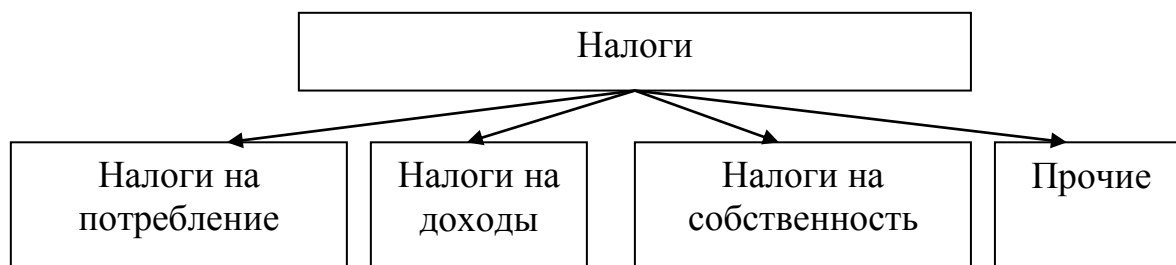 Налоги
Налоги на
потребление
Налоги на
доходы
Налоги на
собственность
Прочие